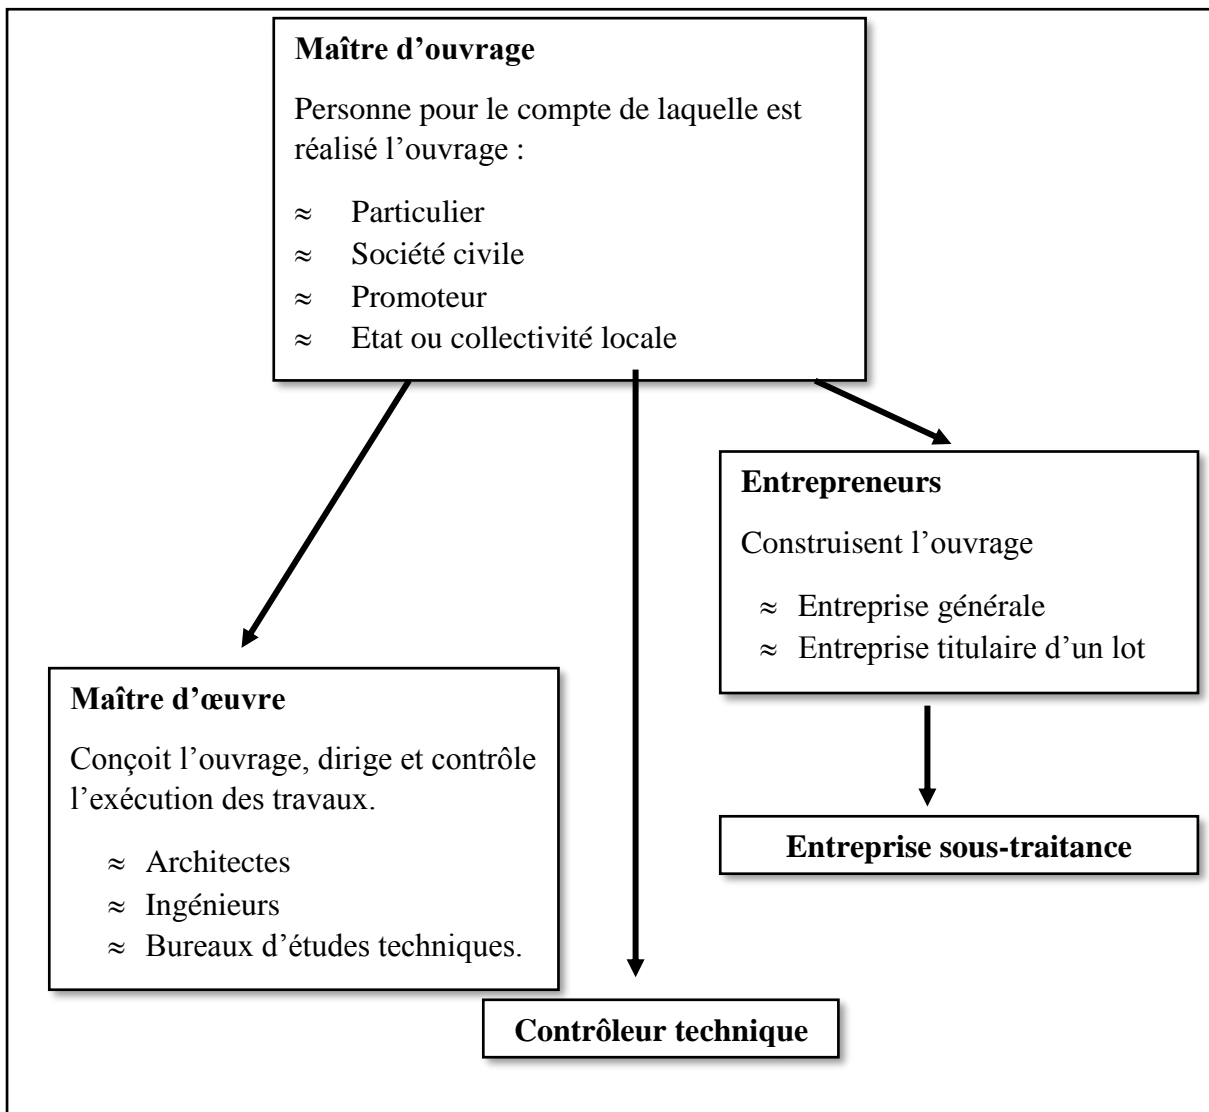 Maître d’ouvrage
Personne pour le compte de laquelle est
réalisé l’ouvrage :
≈ Particulier
≈ Société civile
≈ Promoteur
≈ Etat ou collectivité locale
Entrepreneurs
Construisent l’ouvrage
≈ Entreprise générale
≈ Entreprise titulaire d’un lot
Maître d’œuvre
Conçoit l’ouvrage, dirige et contrôle
l’exécution des travaux.
≈ Architectes
≈ Ingénieurs
≈ Bureaux d’études techniques.
Entreprise sous-traitance
Contrôleur technique